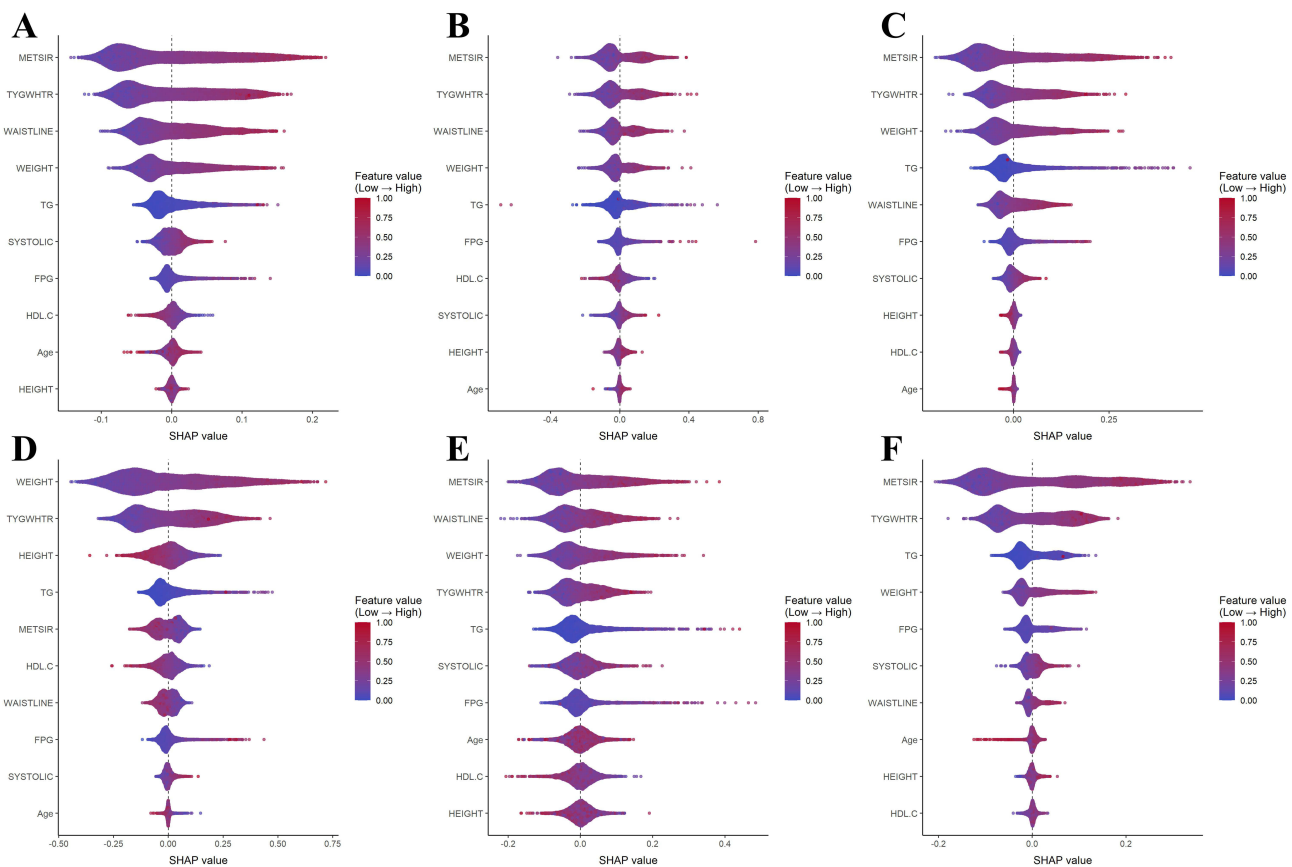 A
METSIR
TYGWHTR
WAISTLINE
WEIGHT
TG
SYSTOLIC
FPG
HDL.C
Age
HEIGHT
-0.1
0.0
0.1
0.2
SHAP value
Feature value
(Low → High)
1.00
0.75
0.50
0.25
0.00
B
METSIR
TYGWHTR
WAISTLINE
WEIGHT
TG
FPG
HDL.C
SYSTOLIC
HEIGHT
Age
-0.4
0.0
0.4
0.8
SHAP value
Feature value
(Low → High)
1.00
0.75
0.50
0.25
0.00
C
METSIR
TYGWHTR
WEIGHT
TG
WAISTLINE
FPG
SYSTOLIC
HEIGHT
HDL.C
Age
0.00
0.25
SHAP value
Feature value
(Low → High)
1.00
0.75
0.50
0.25
0.00
D
WEIGHT
TYGWHTR
HEIGHT
TG
METSIR
HDL.C
WAISTLINE
FPG
SYSTOLIC
Age
-0.50
-0.25
0.00
0.25
0.50
0.75
SHAP value
Feature value
(Low → High)
1.00
0.75
0.50
0.25
0.00
E
METSIR
WAISTLINE
WEIGHT
TYGWHTR
TG
SYSTOLIC
FPG
Age
HDL.C
HEIGHT
-0.2
0.0
0.2
0.4
SHAP value
Feature value
(Low → High)
1.00
0.75
0.50
0.25
0.00
F
METSIR
TYGWHTR
TG
WEIGHT
FPG
SYSTOLIC
WAISTLINE
Age
HEIGHT
HDL.C
-0.2
0.0
0.2
SHAP value
Feature value
(Low → High)
1.00
0.75
0.50
0.25
0.00